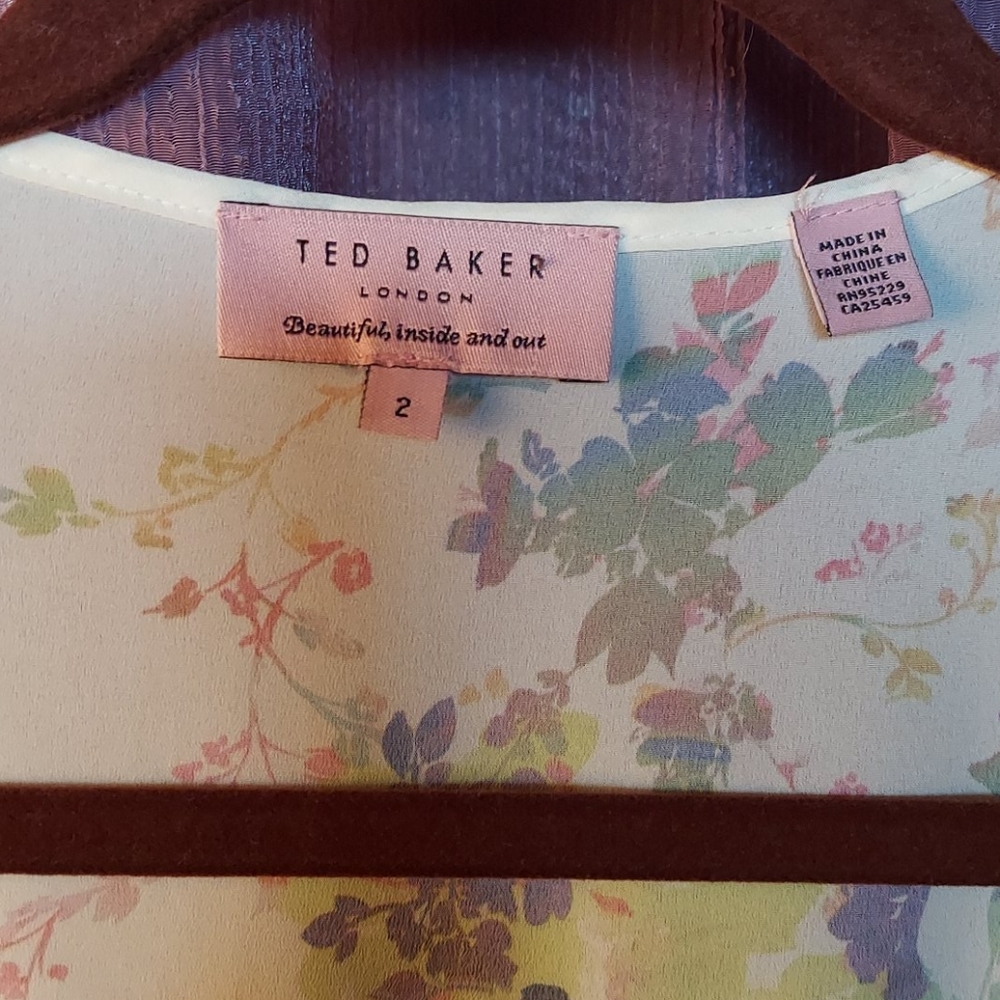 TED BAKER
LONDON
Beautiful, inside and out
2
MADE IN
CHINA
FABRIQUE EN
CHINE
RN95229
CA25459